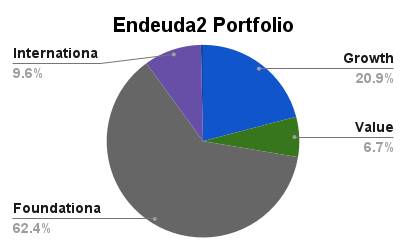 Endeuda2 Portfolio
Internationa
9.6%
Growth
20.9%
Value
6.7%
Foundationa
62.4%